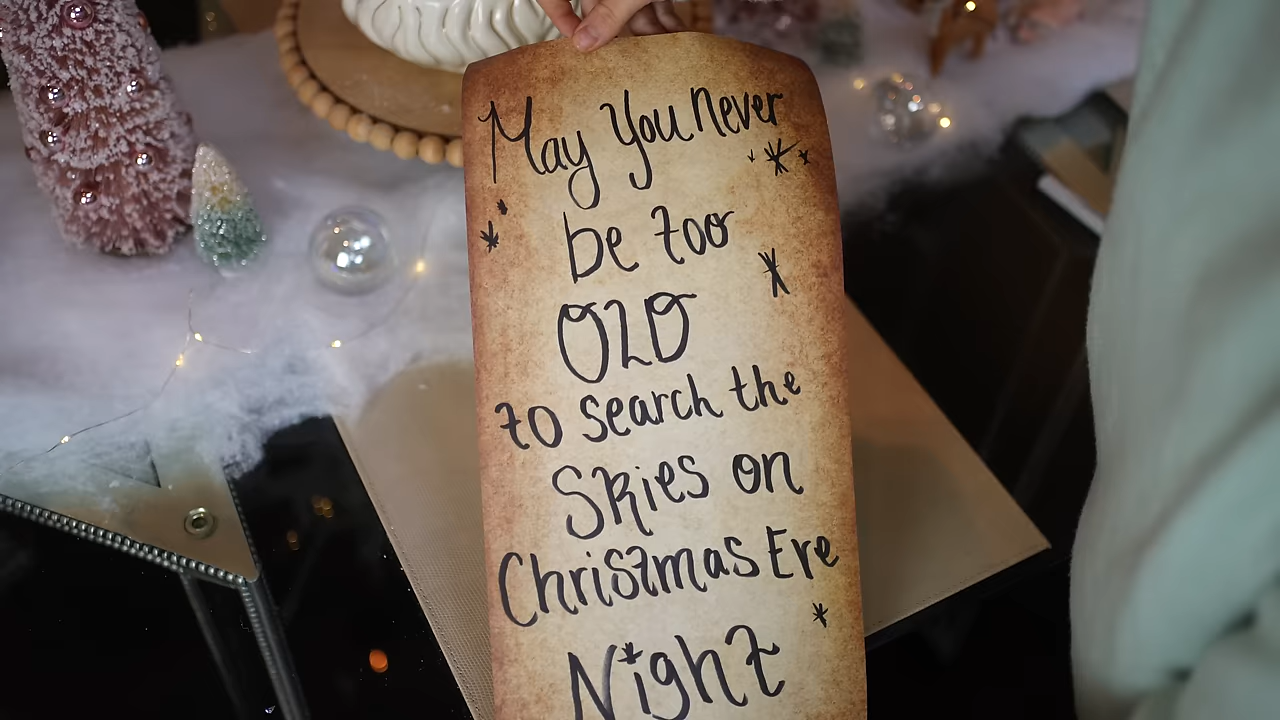 May You never
be too
OLD
to search the
Skies on
Christmas Eve
Night